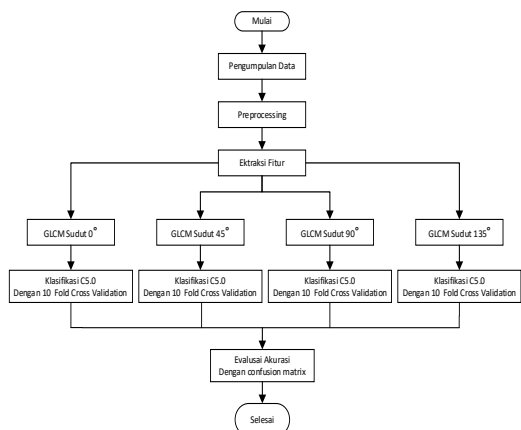 Mulai
Pengumpulan Data
Preprocessing
Ektraksi Fitur
GLCM Sudut 0°
GLCM Sudut 45°
GLCM Sudut 90°
GLCM Sudut 135°
Klasifikasi C5.0
Dengan 10 Fold Cross Validation
Klasifikasi C5.0
Dengan 10 Fold Cross Validation
Klasifikasi C5.0
Dengan 10 Fold Cross Validation
Klasifikasi C5.0
Dengan 10 Fold Cross Validation
Evalusai Akurasi
Dengan confusion matrix
Selesai